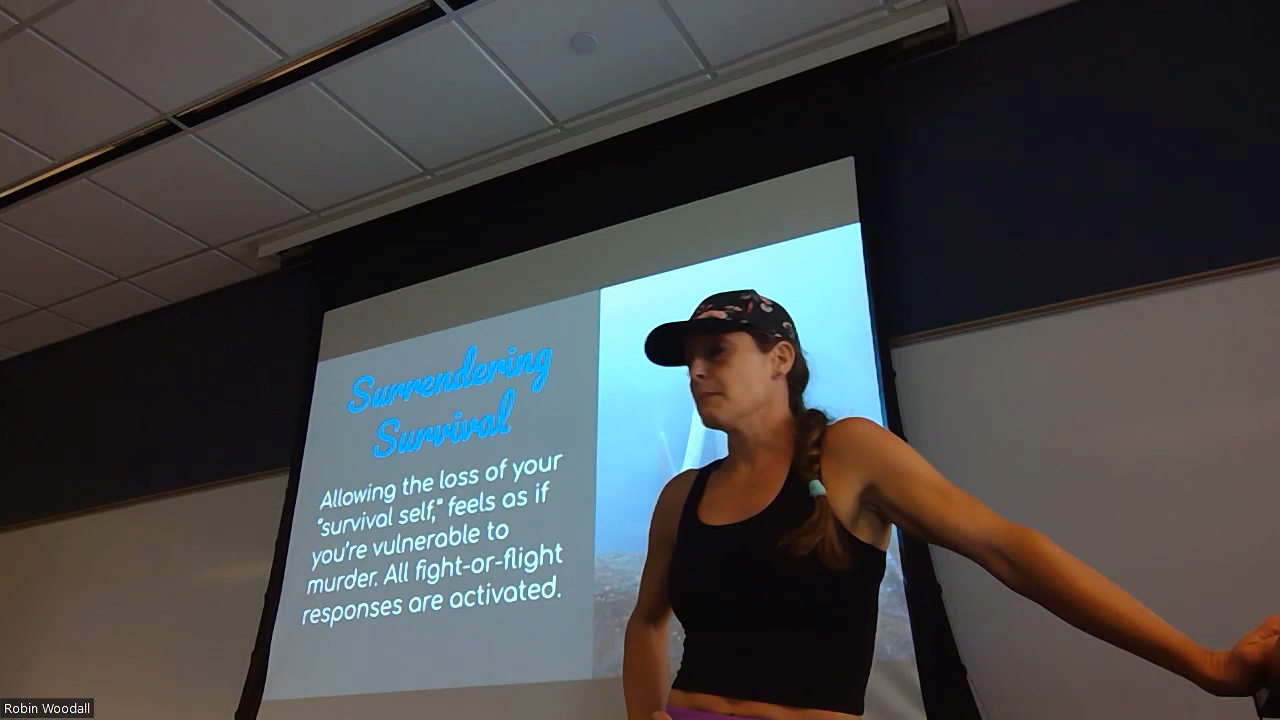 Surrendering
Survival
Allowing the loss of your
"survival self," feels as if
you're vulnerable to
murder. All fight-or-flight
responses are activated.
Robin Woodall